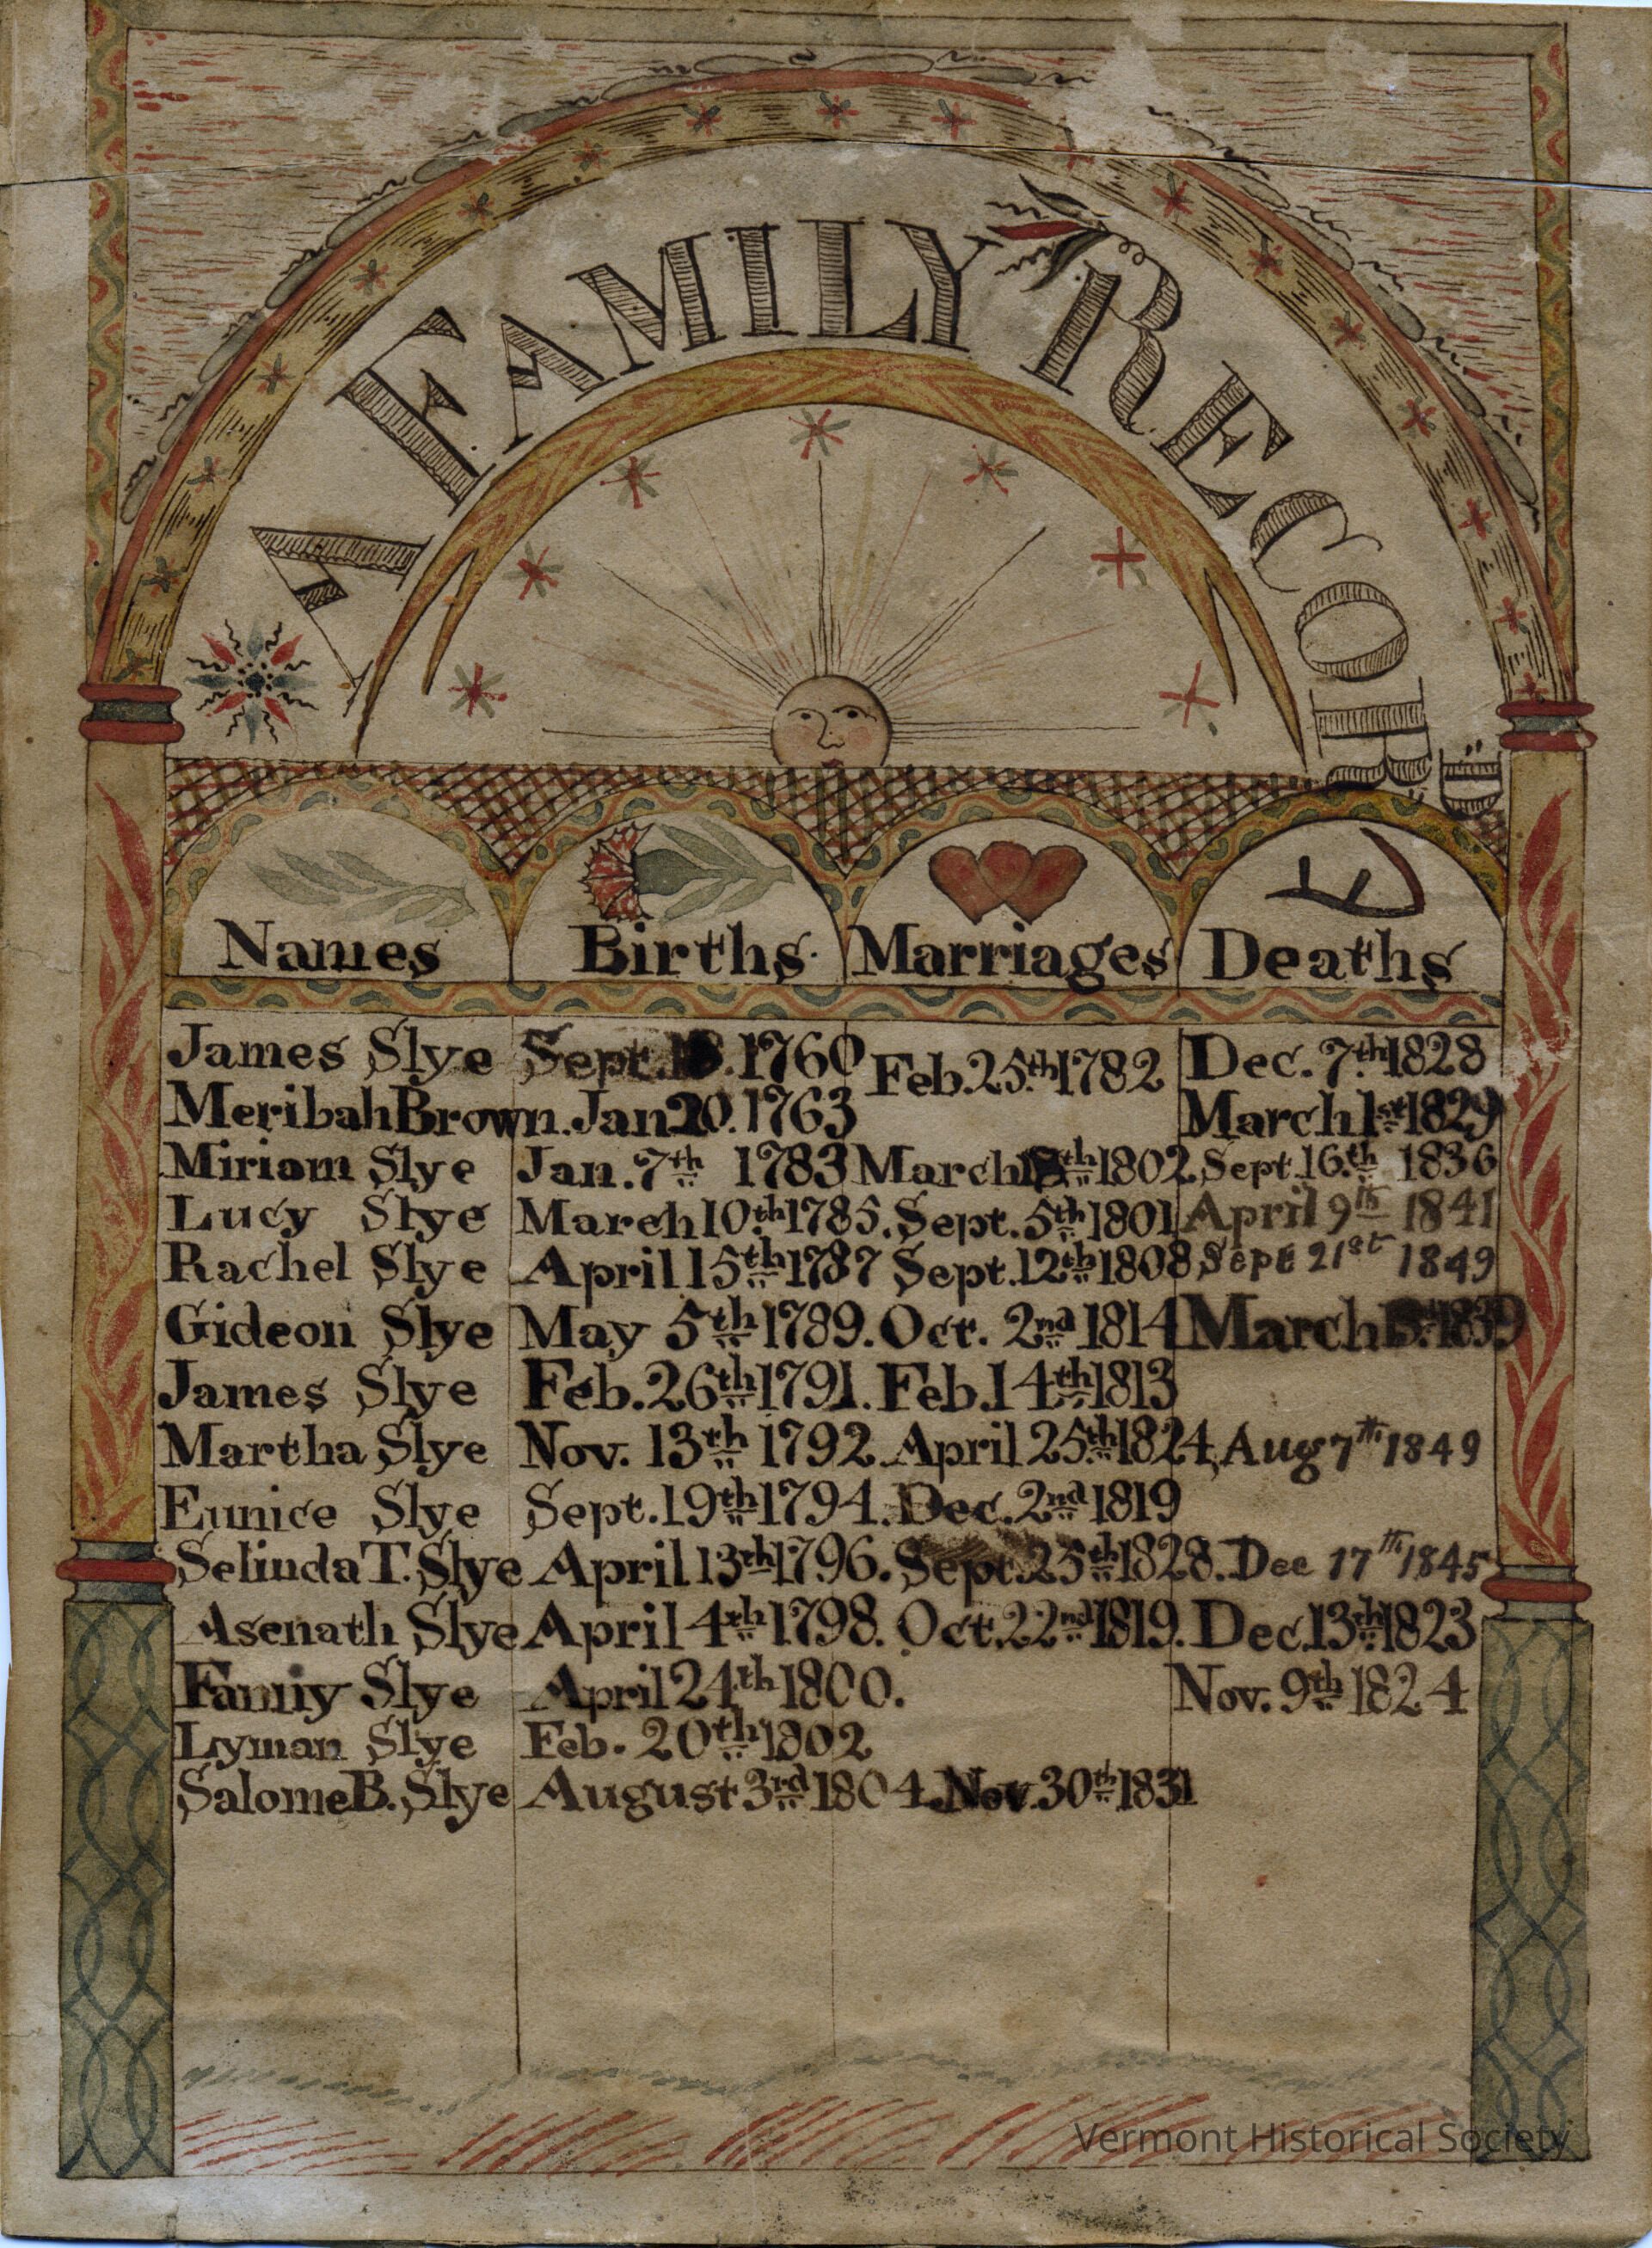 A FAMILY RECORD
Names Births. Marriages Deaths
James Slye Sept. 1760 Feb. 25th 1782 Dec. 7th 1828
Meribah Brown. Jan 20. 1763 March 1st 1829
Miriam Slye Jan. 7th 1783 March 1802 Sept 16th 1836
Lucy Slye March 10th 1785. Sept. 5th 1801 April 9th 1841
Rachel Slye April 15th 1787 Sept. 12th 1808 Sept 21st 1849
Gideon Slye May 5th 1789. Oct. 2nd 1814 March 1839
James Slye Feb. 26th 1791. Feb. 14th 1813
Martha Slye Nov. 13th 1792. April 25th 1824, Aug 7th 1849
Eunice Slye Sept. 19th 1794. Dec. 2nd 1819
Selinda T. Slye April 13th 1796. Sept. 25th 1828. Dec 17th 1845
Asenath Slye April 4th 1798. Oct. 22nd 1819. Dec. 13th 1823
Fanny Slye April 24th 1800. Nov. 9th 1824
Lyman Slye Feb. 20th 1802
Salome B. Slye August 3rd 1804. Nov. 30th 1831
Vermont Historical Society